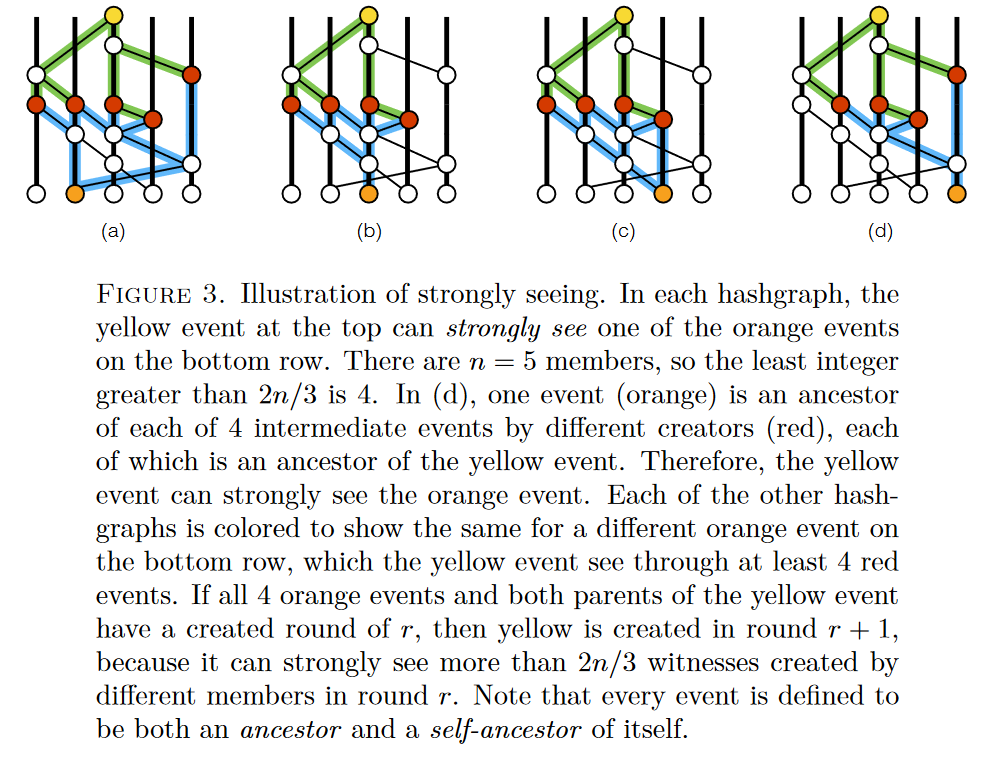 (a) (b) (c) (d)
FIGURE 3. Illustration of strongly seeing. In each hashgraph, the
yellow event at the top can strongly see one of the orange events
on the bottom row. There are n = 5 members, so the least integer
greater than 2n/3 is 4. In (d), one event (orange) is an ancestor
of each of 4 intermediate events by different creators (red), each
of which is an ancestor of the yellow event. Therefore, the yellow
event can strongly see the orange event. Each of the other hash-
graphs is colored to show the same for a different orange event on
the bottom row, which the yellow event see through at least 4 red
events. If all 4 orange events and both parents of the yellow event
have a created round of r, then yellow is created in round r + 1,
because it can strongly see more than 2n/3 witnesses created by
different members in round r. Note that every event is defined to
be both an ancestor and a self-ancestor of itself.